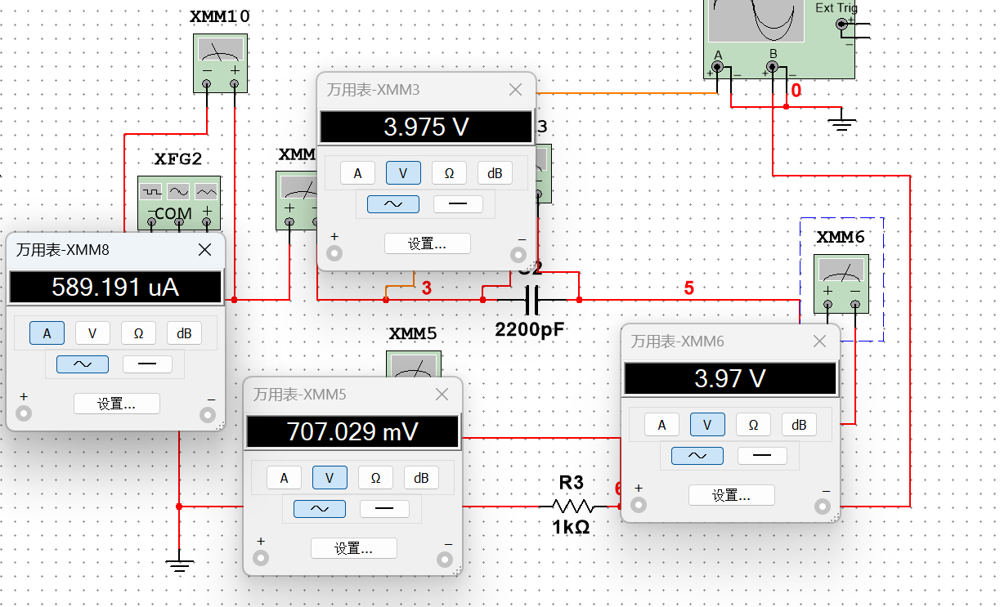 XMM10
Ext Trig
+
−
A
B
+
−
+
−
0
−
+
万用表-XMM3
3.975 V
A
V
Ω
dB
+
设置...
−
3
XFG2
COM
−
+
XMM
+
−
万用表-XMM8
589.191 uA
A
V
Ω
dB
+
设置...
−
3
5
2200pF
XMM5
XMM6
+
−
万用表-XMM5
707.029 mV
A
V
Ω
dB
+
设置...
−
万用表-XMM6
3.97 V
A
V
Ω
dB
+
设置...
−
R3
1kΩ